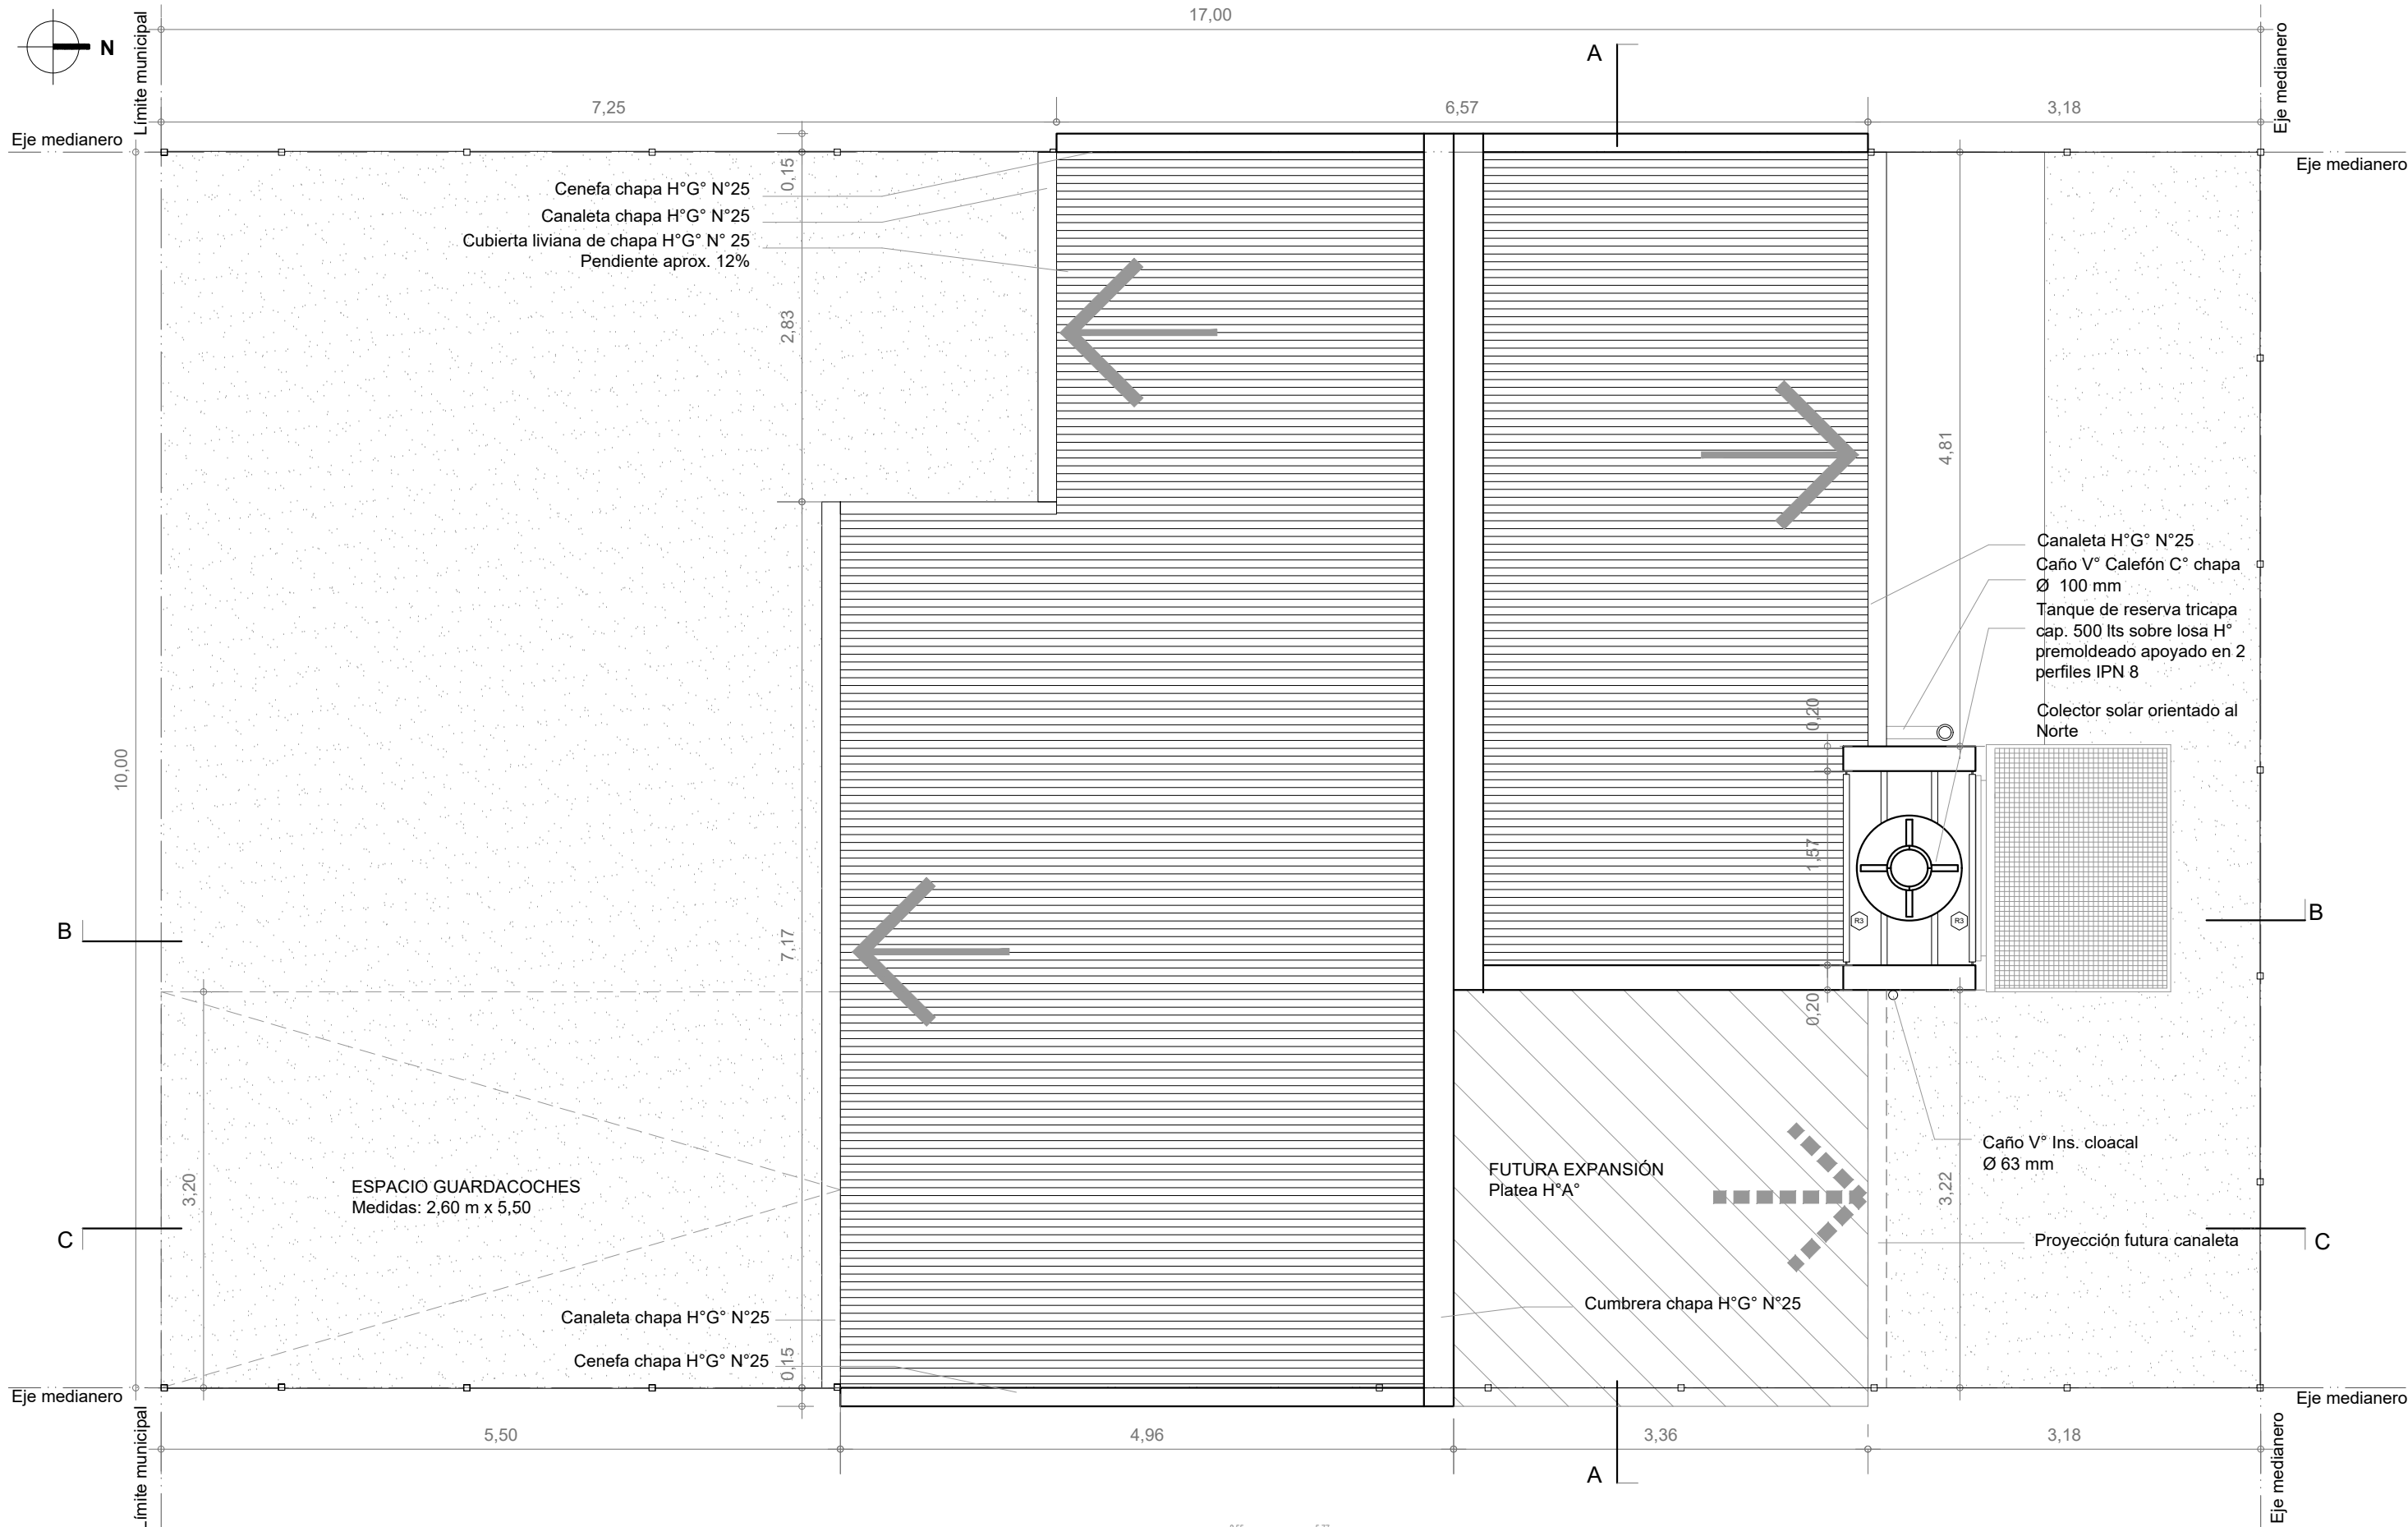 17,00
N
Límite municipal
Eje medianero
A
7,25
6,57
3,18
Eje medianero
Eje medianero
0,15
Cenefa chapa H°G° N°25
Canaleta chapa H°G° N°25
Cubierta liviana de chapa H°G° N° 25
Pendiente aprox. 12%
2,83
4,81
Canaleta H°G° N°25
Caño V° Calefón C° chapa
Ø 100 mm
Tanque de reserva tricapa
cap. 500 lts sobre losa H°
premoldeado apoyado en 2
perfiles IPN 8
Colector solar orientado al
Norte
0,20
10,00
1,57
R3
R3
B
B
7,17
0,20
Caño V° Ins. cloacal
Ø 63 mm
FUTURA EXPANSIÓN
Platea H°A°
3,20
ESPACIO GUARDACOCHES
Medidas: 2,60 m x 5,50
3,22
C
C
Proyección futura canaleta
Cumbrera chapa H°G° N°25
Canaleta chapa H°G° N°25
Cenefa chapa H°G° N°25
0,15
Eje medianero
Eje medianero
5,50
4,96
3,36
3,18
Límite municipal
A
Eje medianero